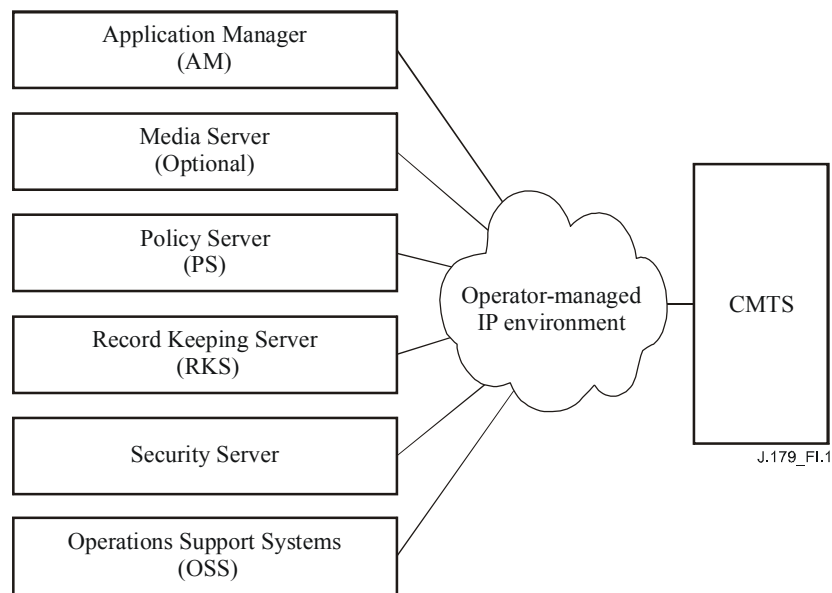 Application Manager
(AM)
Media Server
(Optional)
Policy Server
(PS)
Record Keeping Server
(RKS)
Security Server
Operations Support Systems
(OSS)
Operator-managed
IP environment
CMTS
J.179_FI.1